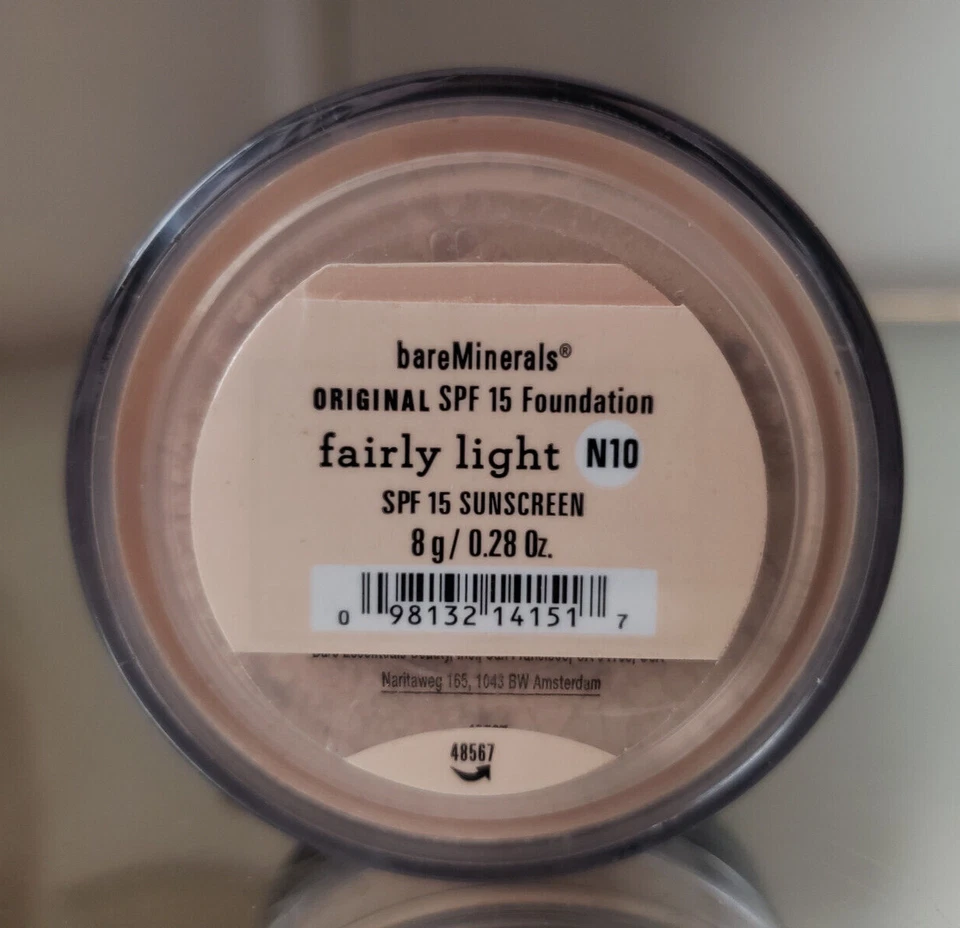 bareMinerals®
ORIGINAL SPF 15 Foundation
fairly light N10
SPF 15 SUNSCREEN
8 g / 0.28 Oz.
0 98132 14151 7
Naritaweg 165, 1043 BW Amsterdam
48567